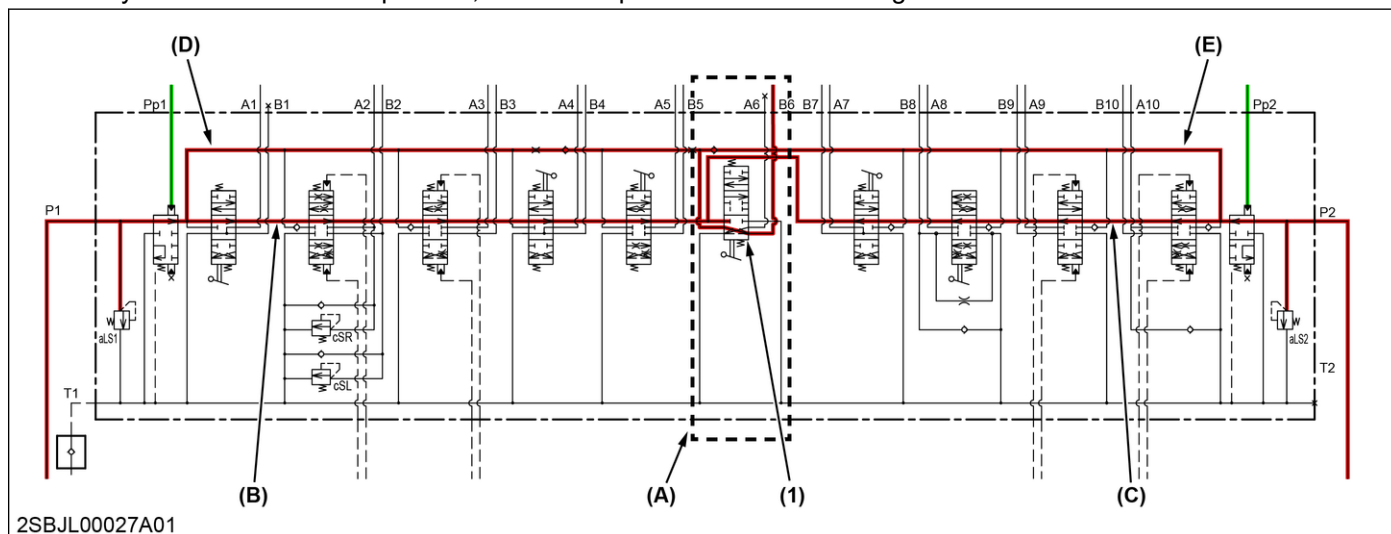 (D) (E)
Pp1 A1 B1 A2 B2 A3 B3 A4 B4 A5 B5 A6 B6 B7 A7 B8 A8 B9 A9 B10 A10 Pp2
P1 P2
aLS1 cSR aLS2
cSL
T1 T2
(B) (A) (1) (C)
2SBJL00027A01